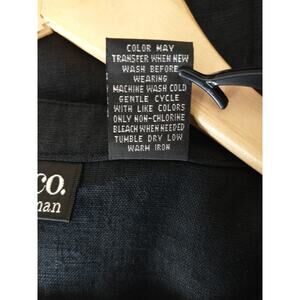 COLOR MAY
TRANSFER WHEN NEW
WASH BEFORE
WEARING
MACHINE WASH COLD
GENTLE CYCLE
WITH LIKE COLORS
ONLY NON-CHLORINE
BLEACH WHEN NEEDED
TUMBLE DRY LOW
WARM IRON
co.
man